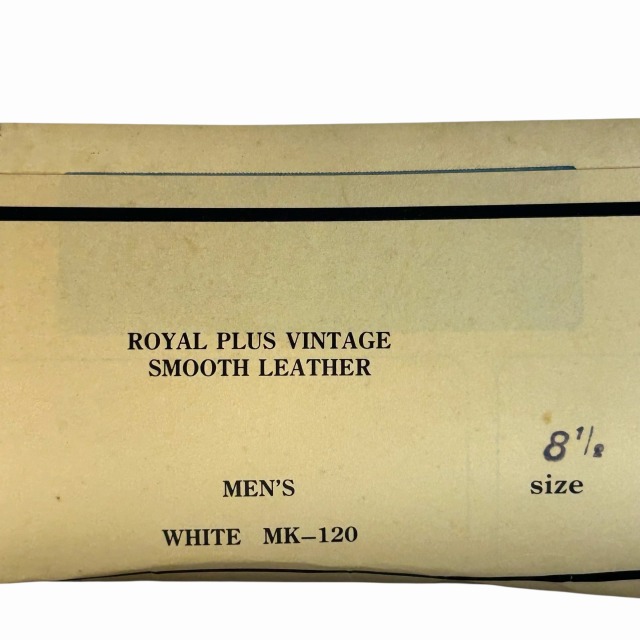 ROYAL PLUS VINTAGE
SMOOTH LEATHER
8 1/2
size
MEN'S
WHITE MK-120